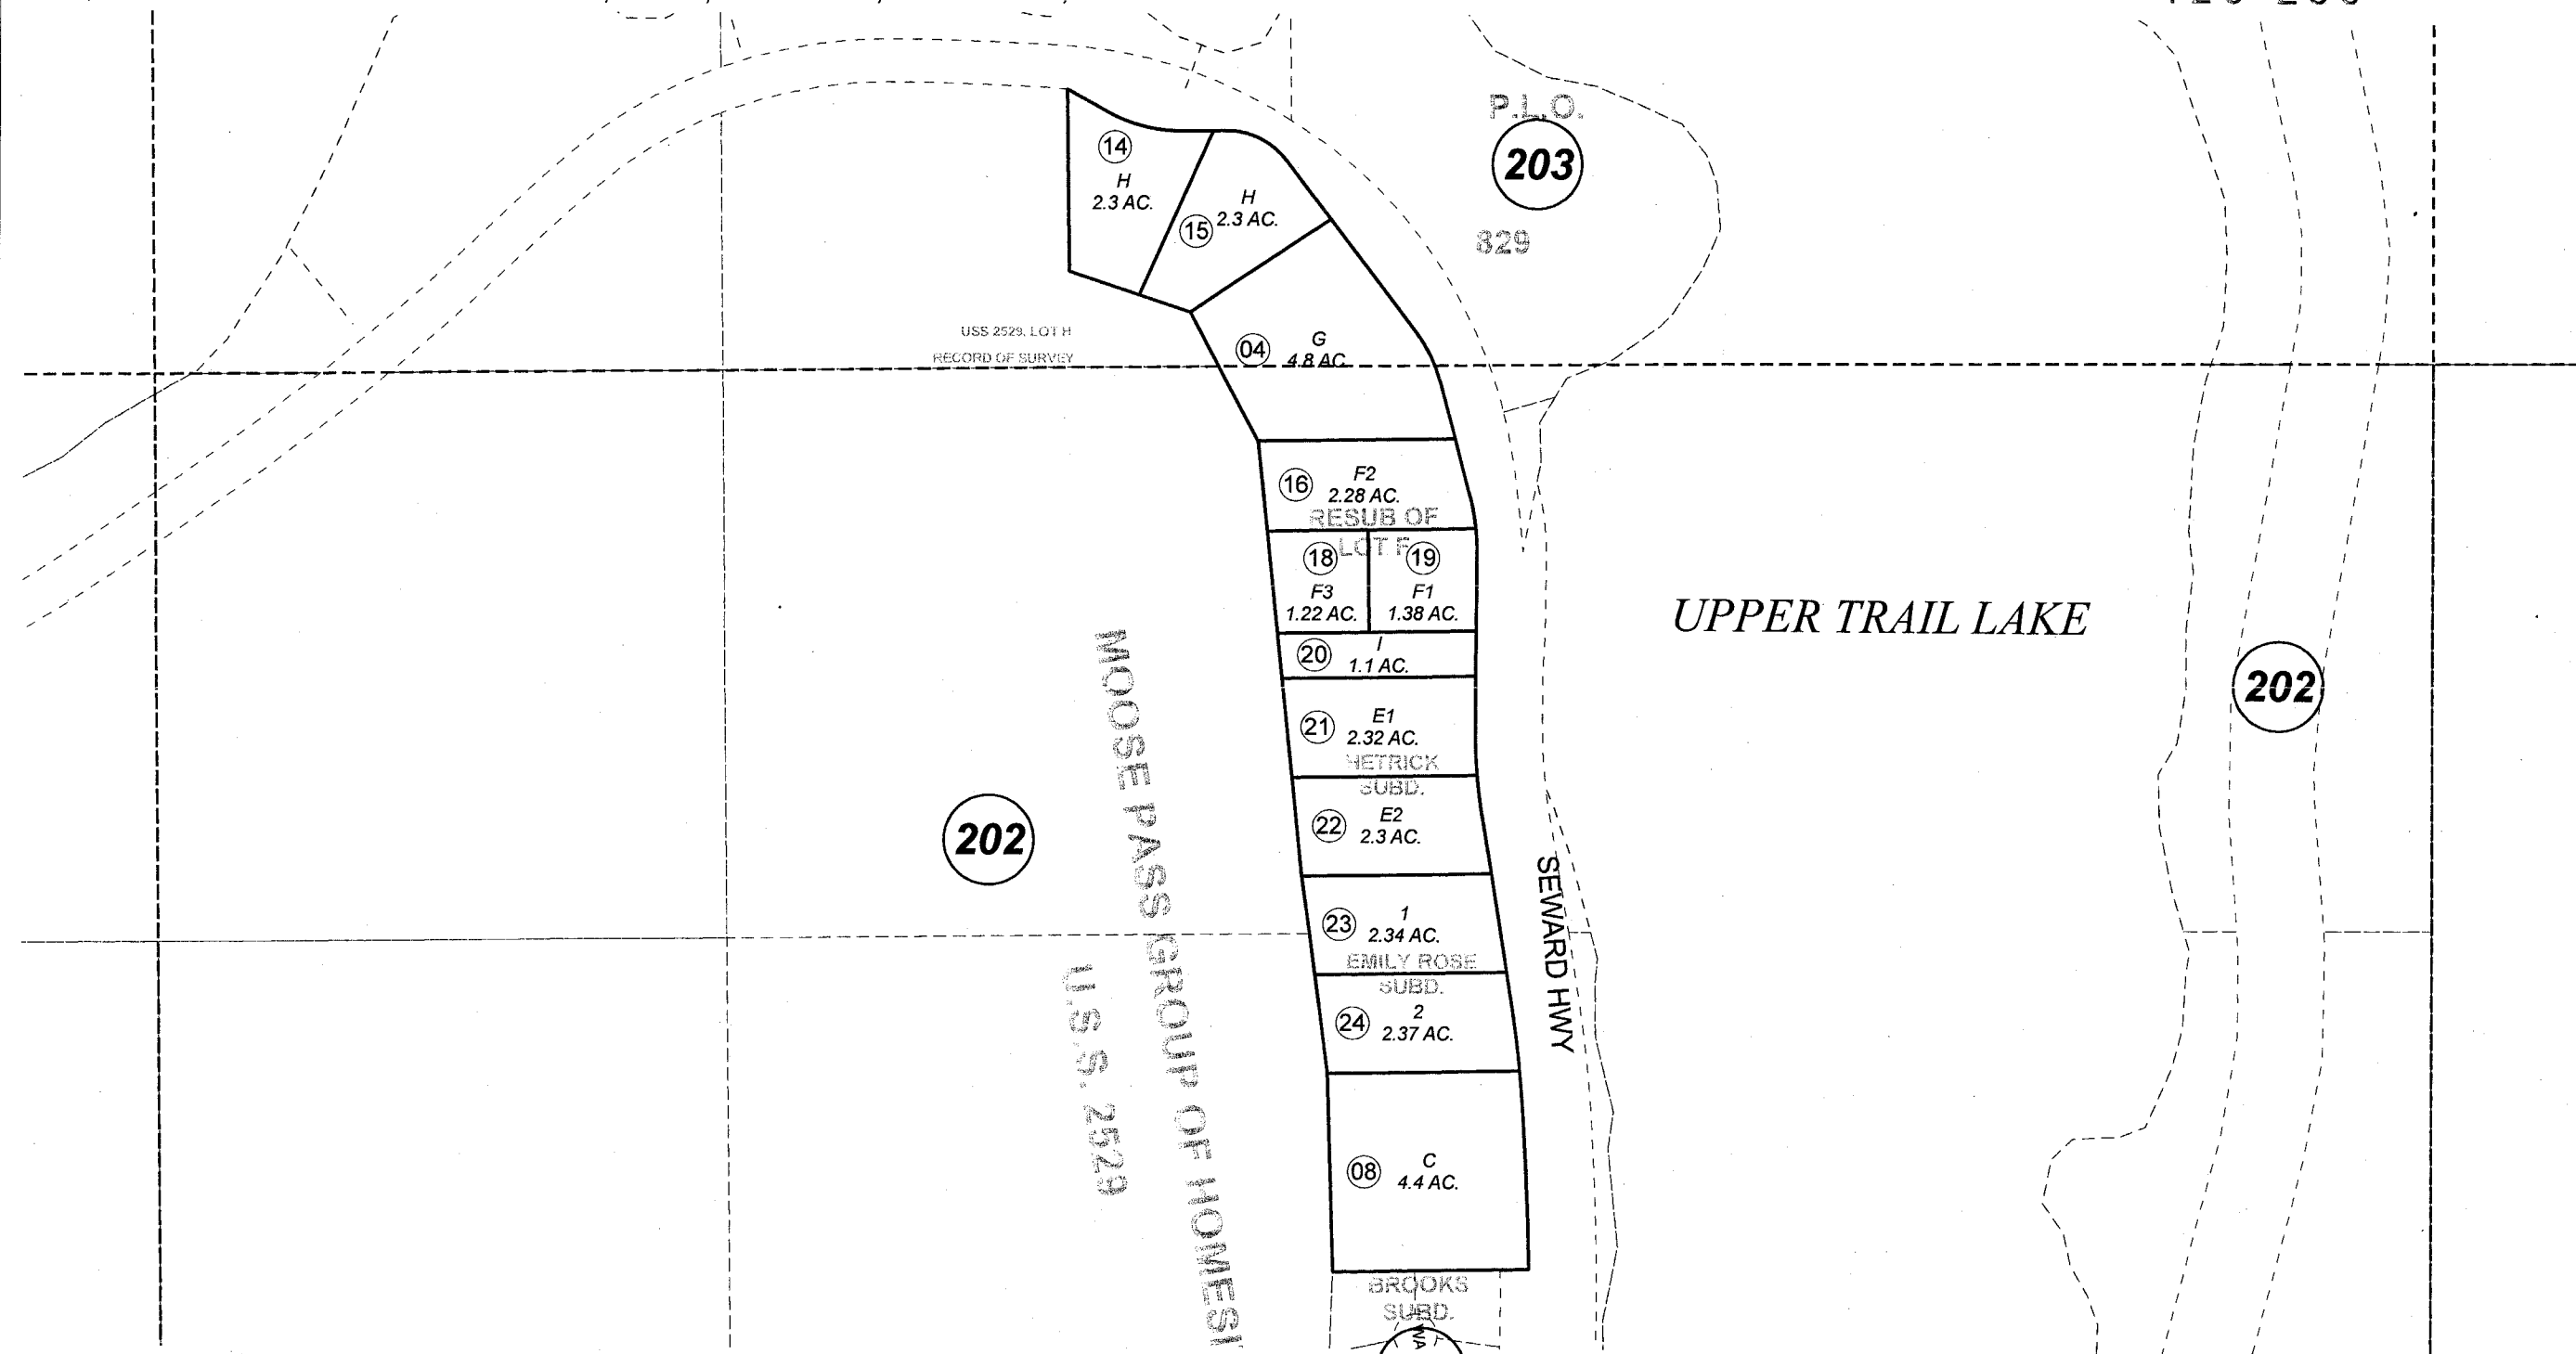 P.L.O.
203
829
14
H
2.3 AC.
15
H
2.3 AC.
USS 2529, LOT H
RECORD OF SURVEY
04
G
4.8 AC.
16
F2
2.28 AC.
RESUB OF
LOT F
18
F3
1.22 AC.
19
F1
1.38 AC.
20
I
1.1 AC.
21
E1
2.32 AC.
HETRICK
SUBD.
22
E2
2.3 AC.
23
1
2.34 AC.
EMILY ROSE
SUBD.
24
2
2.37 AC.
08
C
4.4 AC.
BROOKS
SUBD.
WA
SEWARD HWY
UPPER TRAIL LAKE
202
202
MOOSE PASS GROUP OF HOMESI
U.S.S. 2529